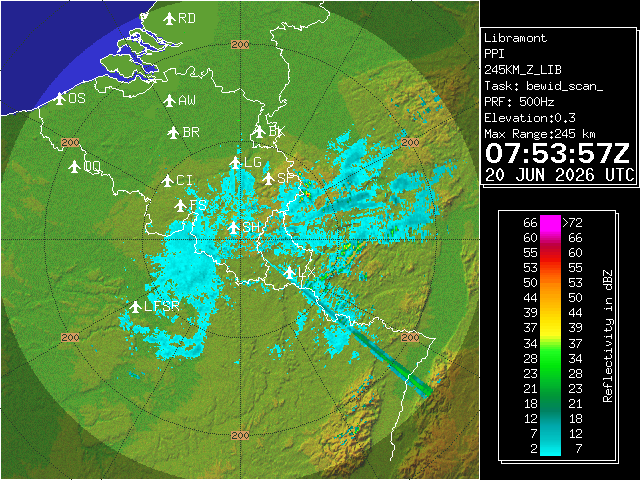 RD
200
OS
AW
BR
BK
200
200
QQ
LG
CI
SP
FS
SH
LX
LFSR
200
200
200
Libramont
PPI
245KM_Z_LIB
Task: bewid_scan_
PRF: 500Hz
Elevation:0.3
Max Range:245 km
07:53:57Z
20 JUN 2026 UTC
66 >72
60 66
55 60
53 55
50 53
44 50
39 44
37 39
34 37
28 34
23 28
21 23
18 21
12 18
7 12
2 7
Reflectivity in dBZ